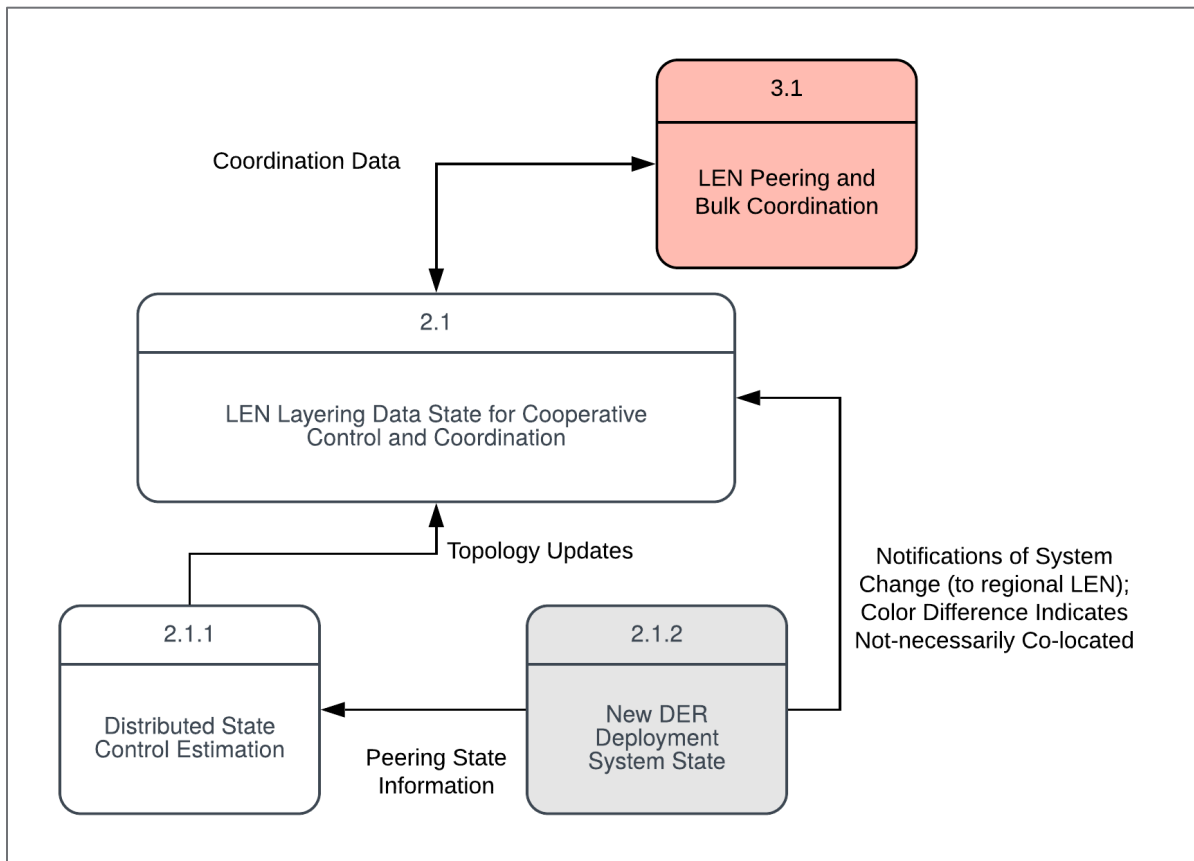 3.1
LEN Peering and
Bulk Coordination
Coordination Data
2.1
LEN Layering Data State for Cooperative
Control and Coordination
Topology Updates
Notifications of System
Change (to regional LEN);
Color Difference Indicates
Not-necessarily Co-located
2.1.1
Distributed State
Control Estimation
Peering State
Information
2.1.2
New DER
Deployment
System State